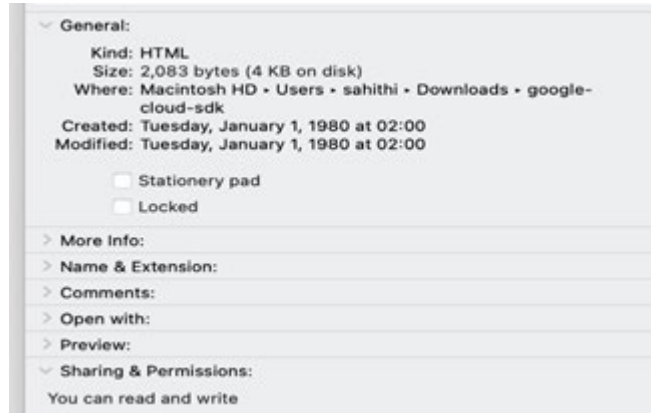 General:
Kind: HTML
Size: 2,083 bytes (4 KB on disk)
Where: Macintosh HD ▸ Users ▸ sahithi ▸ Downloads ▸ google-
cloud-sdk
Created: Tuesday, January 1, 1980 at 02:00
Modified: Tuesday, January 1, 1980 at 02:00
Stationery pad
Locked
More Info:
Name & Extension:
Comments:
Open with:
Preview:
Sharing & Permissions:
You can read and write